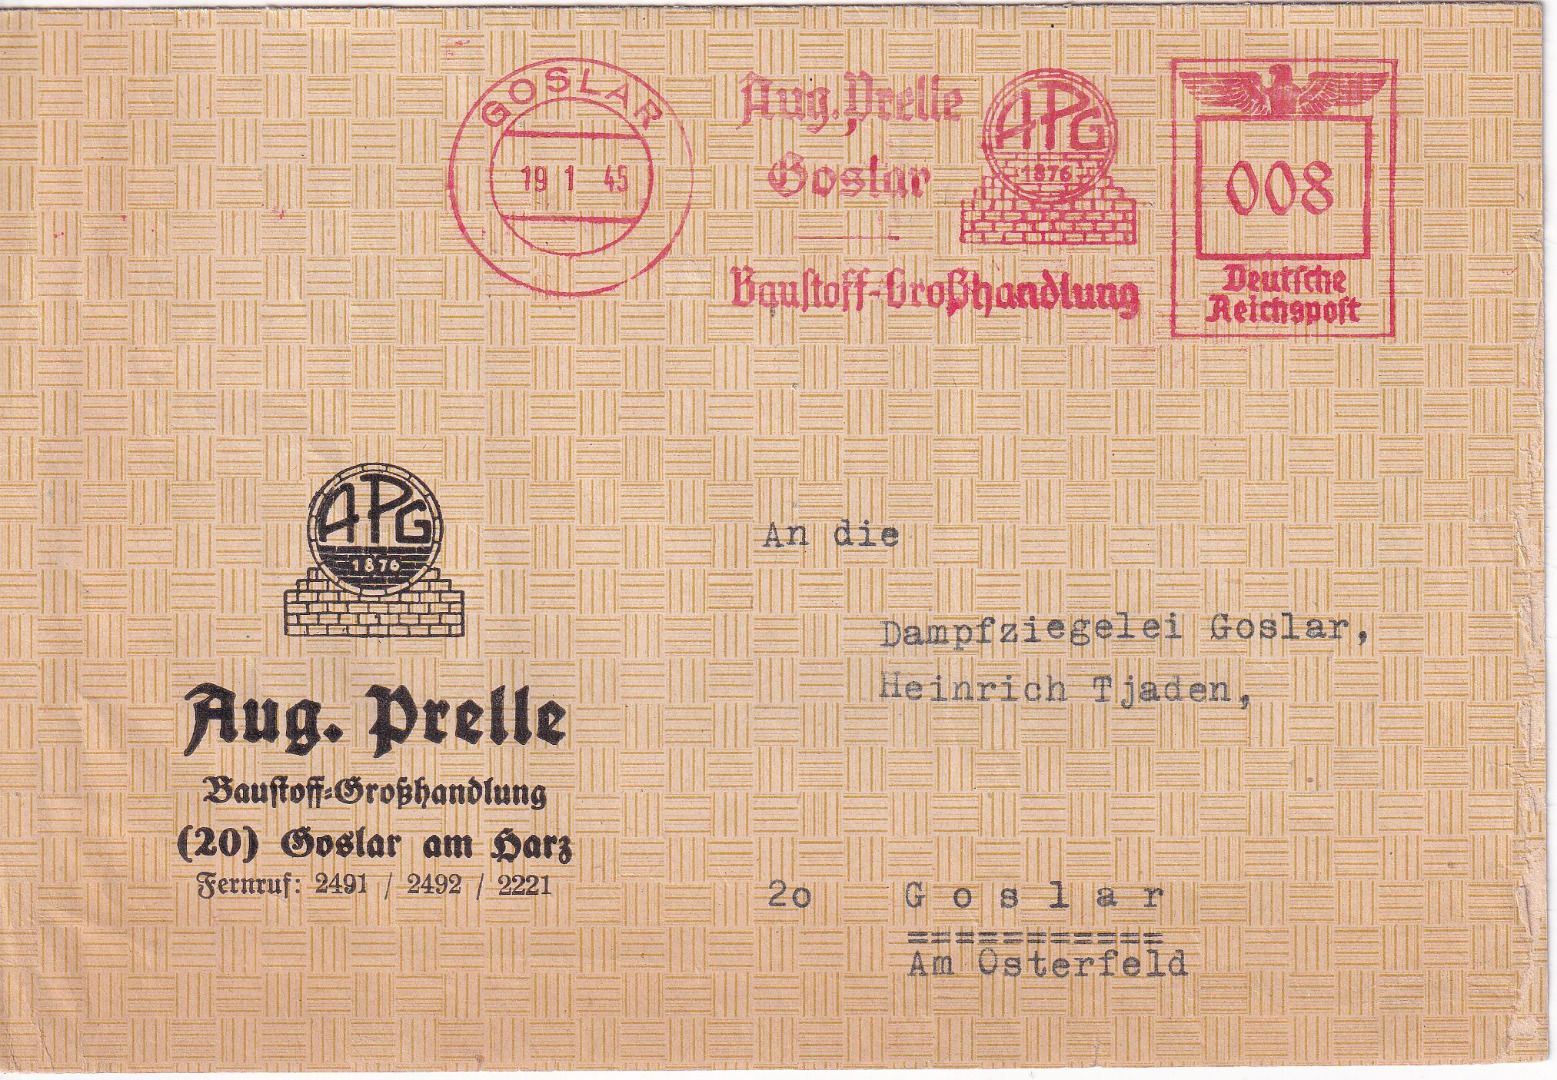 GOSLAR
19 1 45
Aug. Prelle
Goslar
Baustoff-Großhandlung
APG
1876
008
Deutsche
Reichspost
APG
1876
Aug. Prelle
Baustoff-Großhandlung
(20) Goslar am Harz
Fernruf: 2491 / 2492 / 2221
An die
Dampfziegelei Goslar,
Heinrich Tjaden,
2o G o s l a r
===========
Am Osterfeld